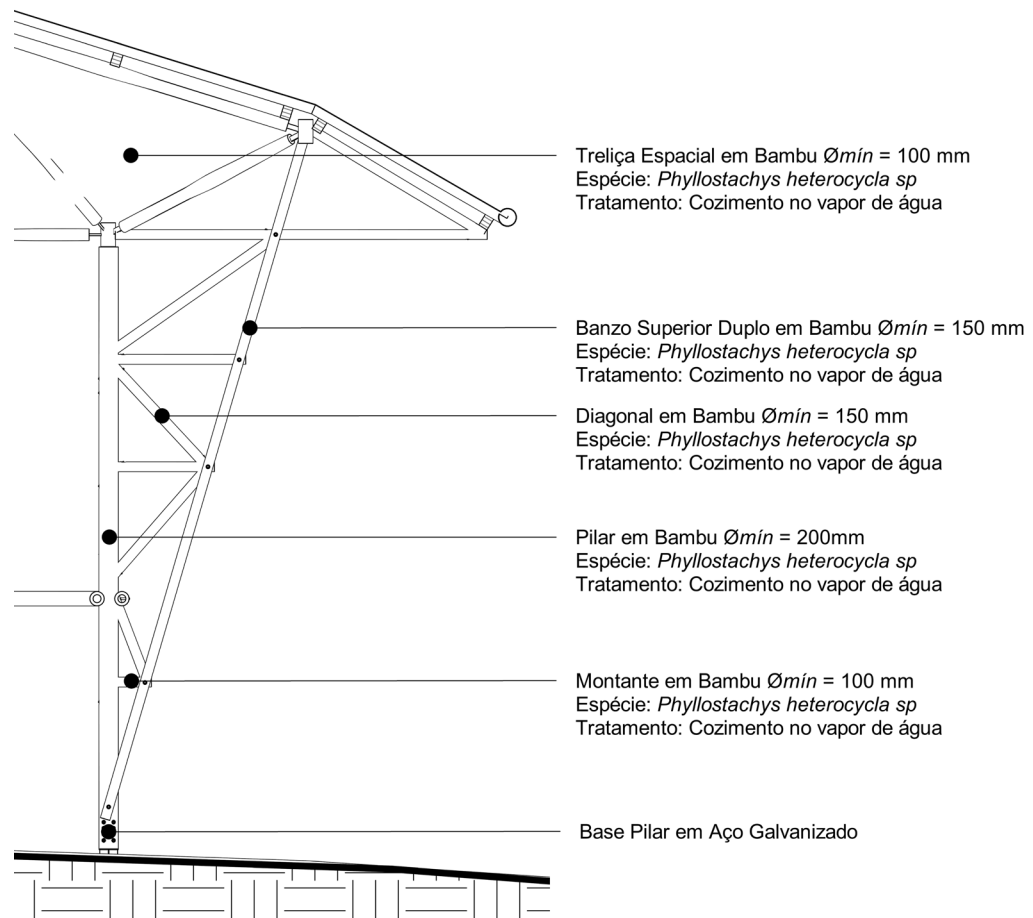 Treliça Espacial em Bambu Ømín = 100 mm
Espécie: Phyllostachys heterocycla sp
Tratamento: Cozimento no vapor de água
Banzo Superior Duplo em Bambu Ømín = 150 mm
Espécie: Phyllostachys heterocycla sp
Tratamento: Cozimento no vapor de água
Diagonal em Bambu Ømín = 150 mm
Espécie: Phyllostachys heterocycla sp
Tratamento: Cozimento no vapor de água
Pilar em Bambu Ømín = 200mm
Espécie: Phyllostachys heterocycla sp
Tratamento: Cozimento no vapor de água
Montante em Bambu Ømín = 100 mm
Espécie: Phyllostachys heterocycla sp
Tratamento: Cozimento no vapor de água
Base Pilar em Aço Galvanizado